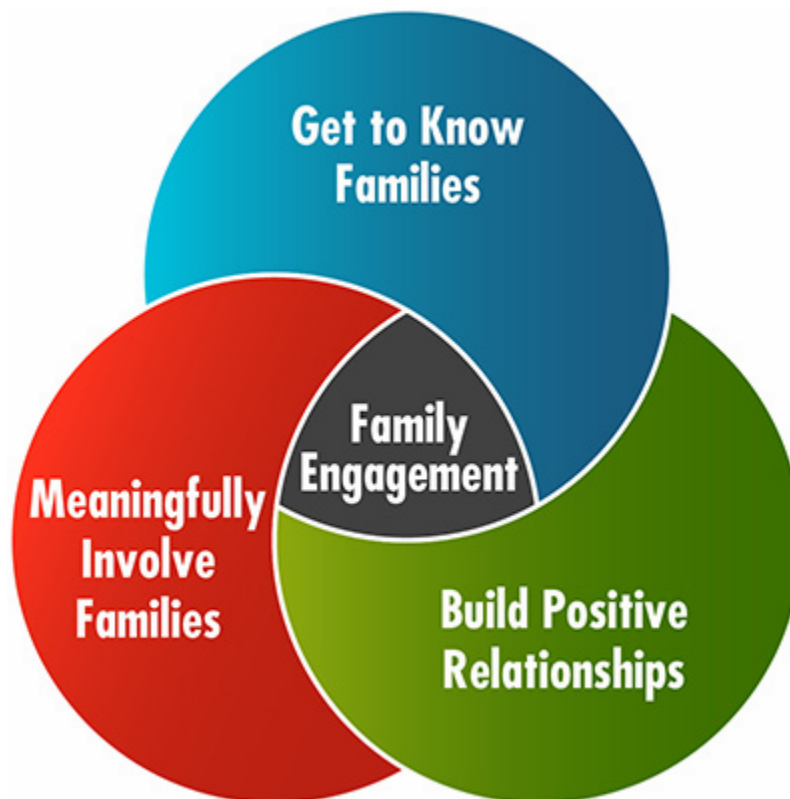 Get to Know
Families
Family
Engagement
Meaningfully
Involve
Families
Build Positive
Relationships